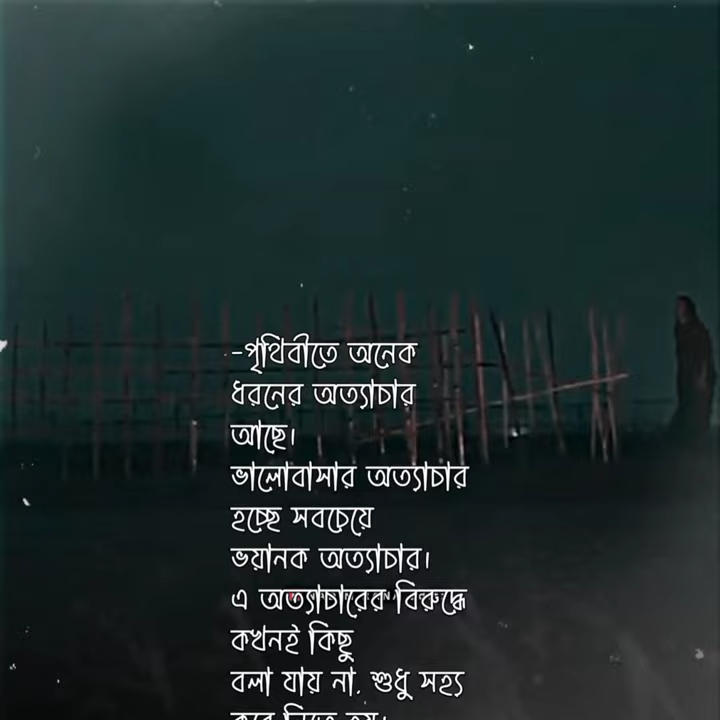 -পৃথিবীতে অনেক
ধরনের অত্যাচার
আছে।
ভালোবাসার অত্যাচার
হচ্ছে সবচেয়ে
ভয়ানক অত্যাচার।
এ অত্যাচারের বিরুদ্ধে
কখনই কিছু
বলা যায় না, শুধু সহ্য